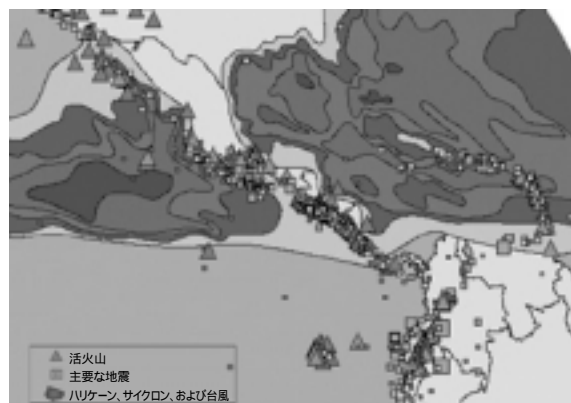 活火山
主要な地震
ハリケーン、サイクロン、および台風